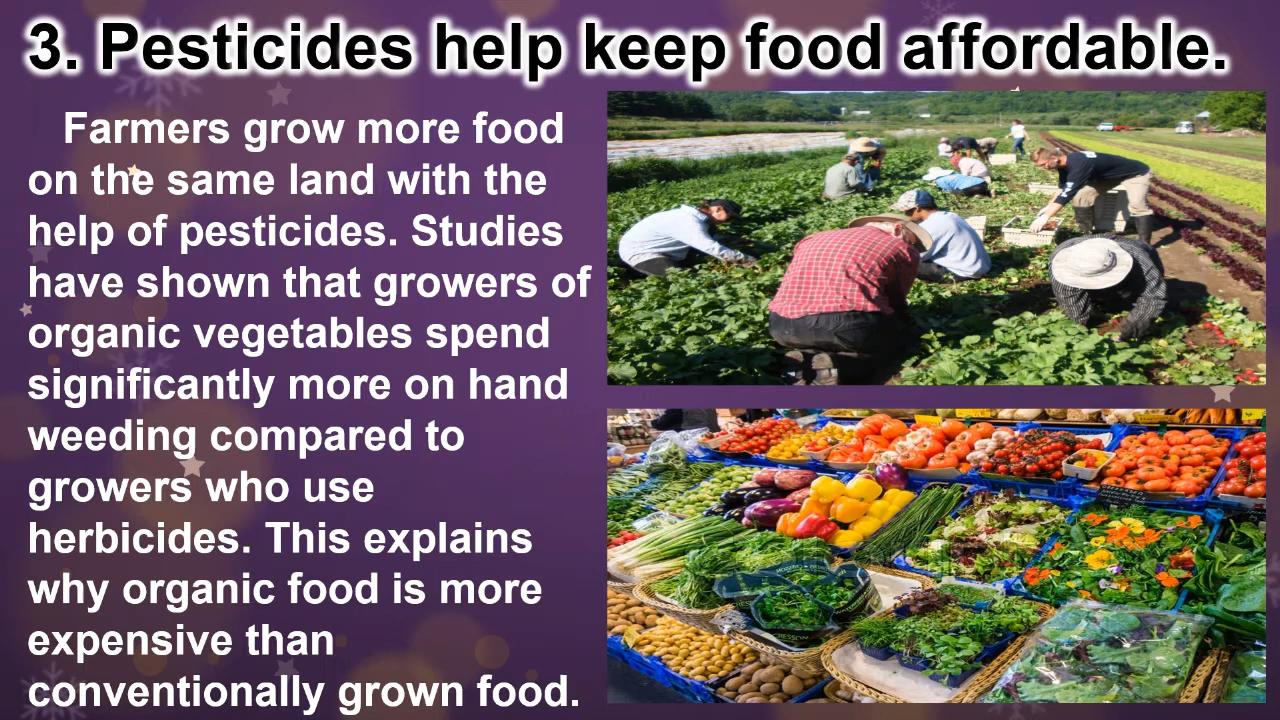 3. Pesticides help keep food affordable.
Farmers grow more food
on the same land with the
help of pesticides. Studies
have shown that growers of
organic vegetables spend
significantly more on hand
weeding compared to
growers who use
herbicides. This explains
why organic food is more
expensive than
conventionally grown food.